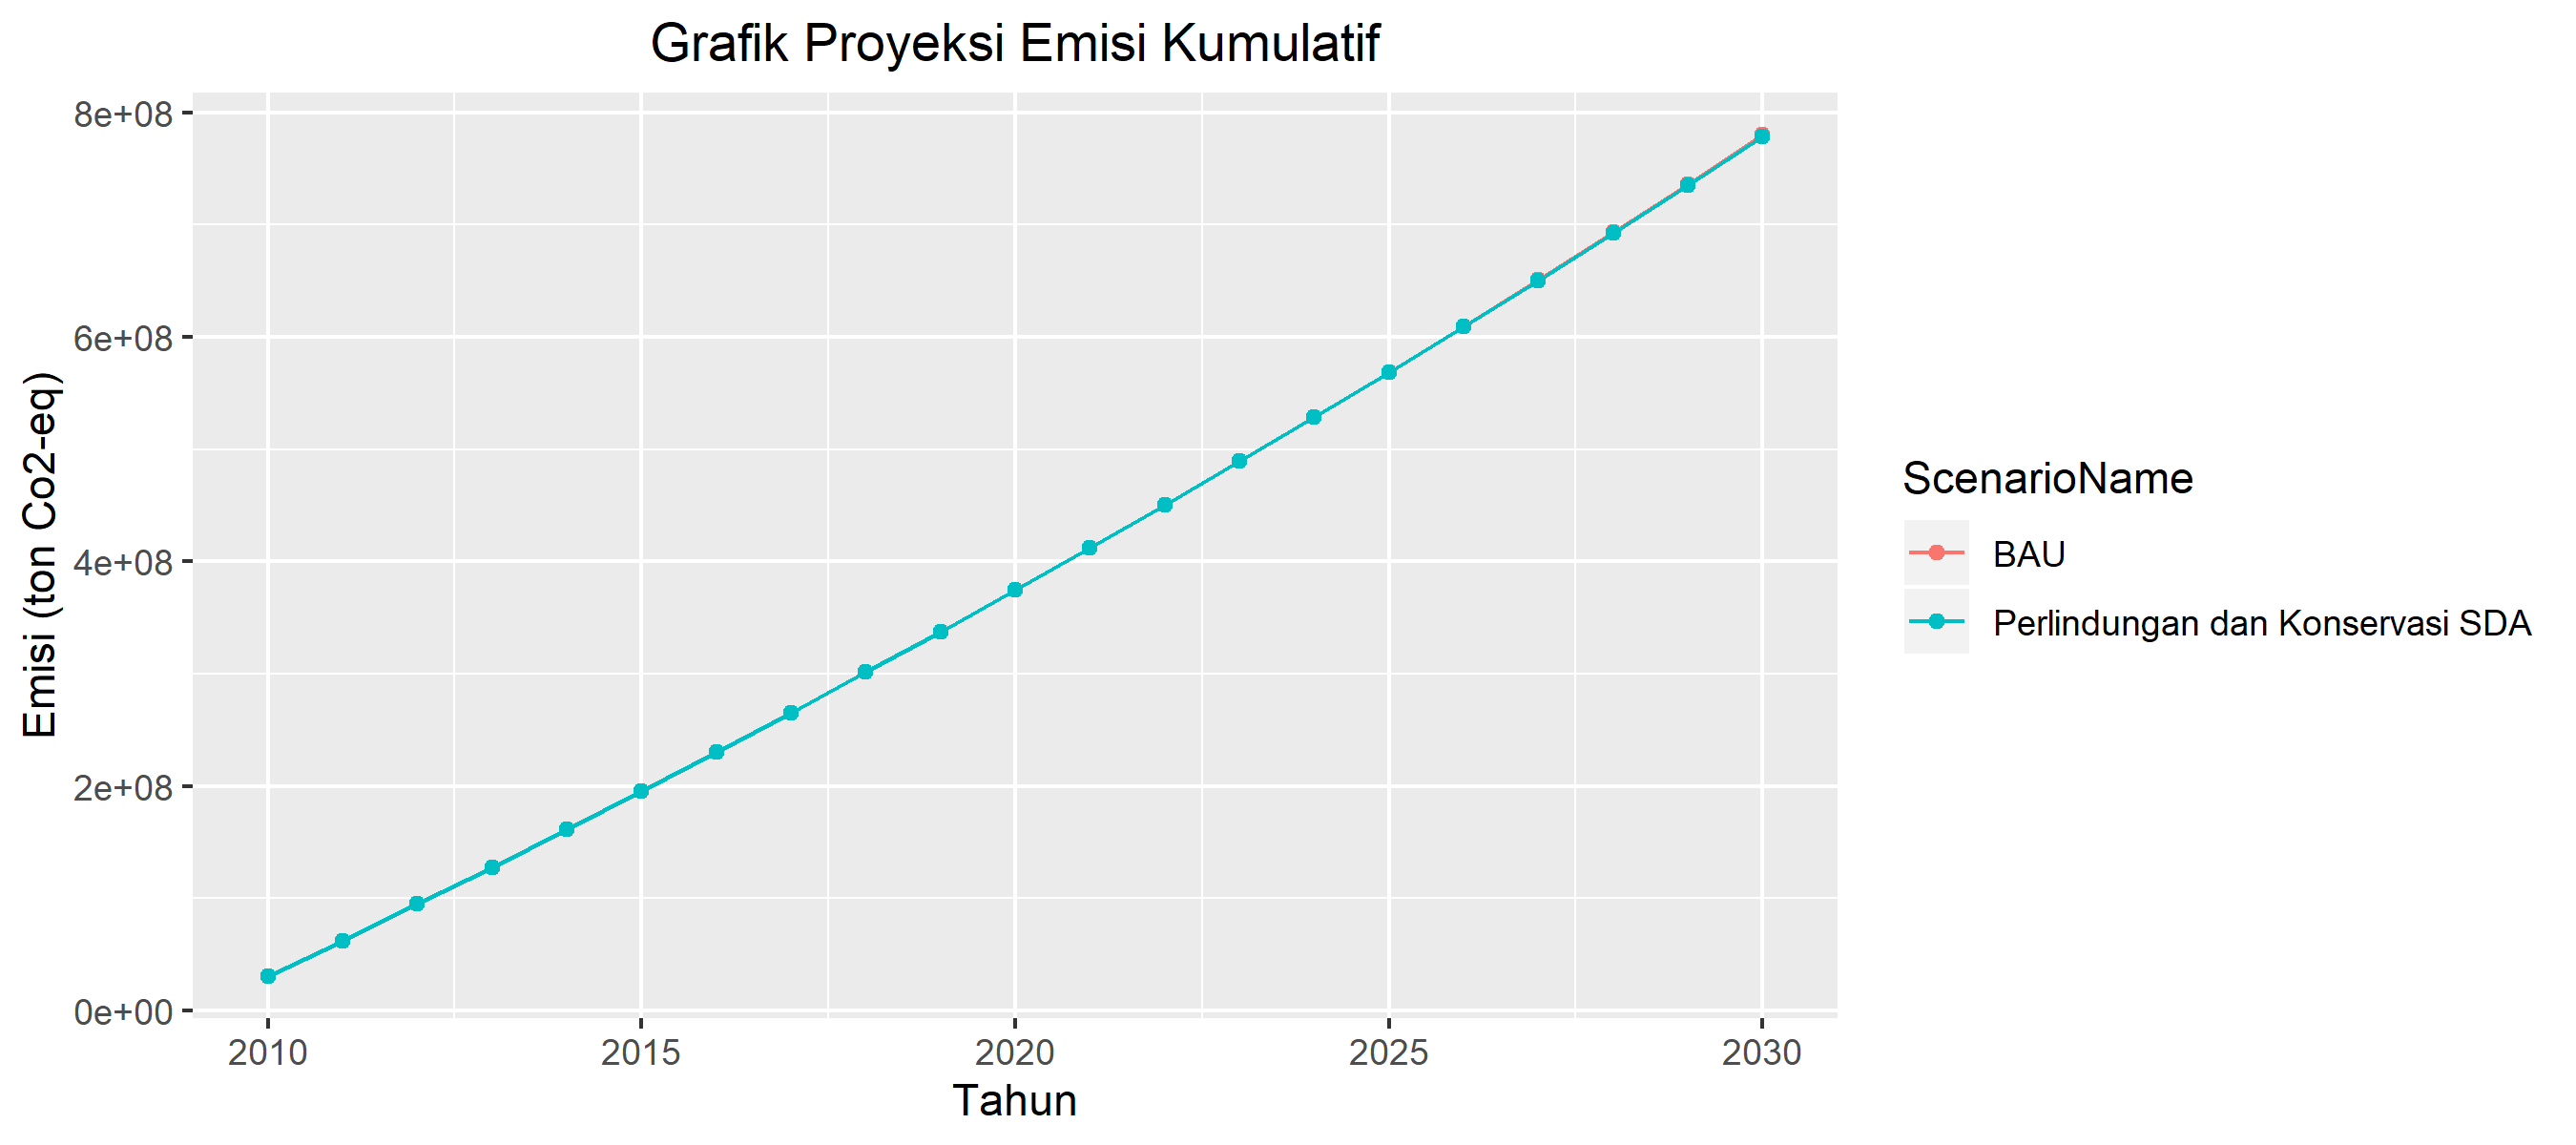 Grafik Proyeksi Emisi Kumulatif
8e+08
6e+08
4e+08
2e+08
0e+00
Emisi (ton Co2-eq)
2010
2015
2020
2025
2030
Tahun
ScenarioName
BAU
Perlindungan dan Konservasi SDA